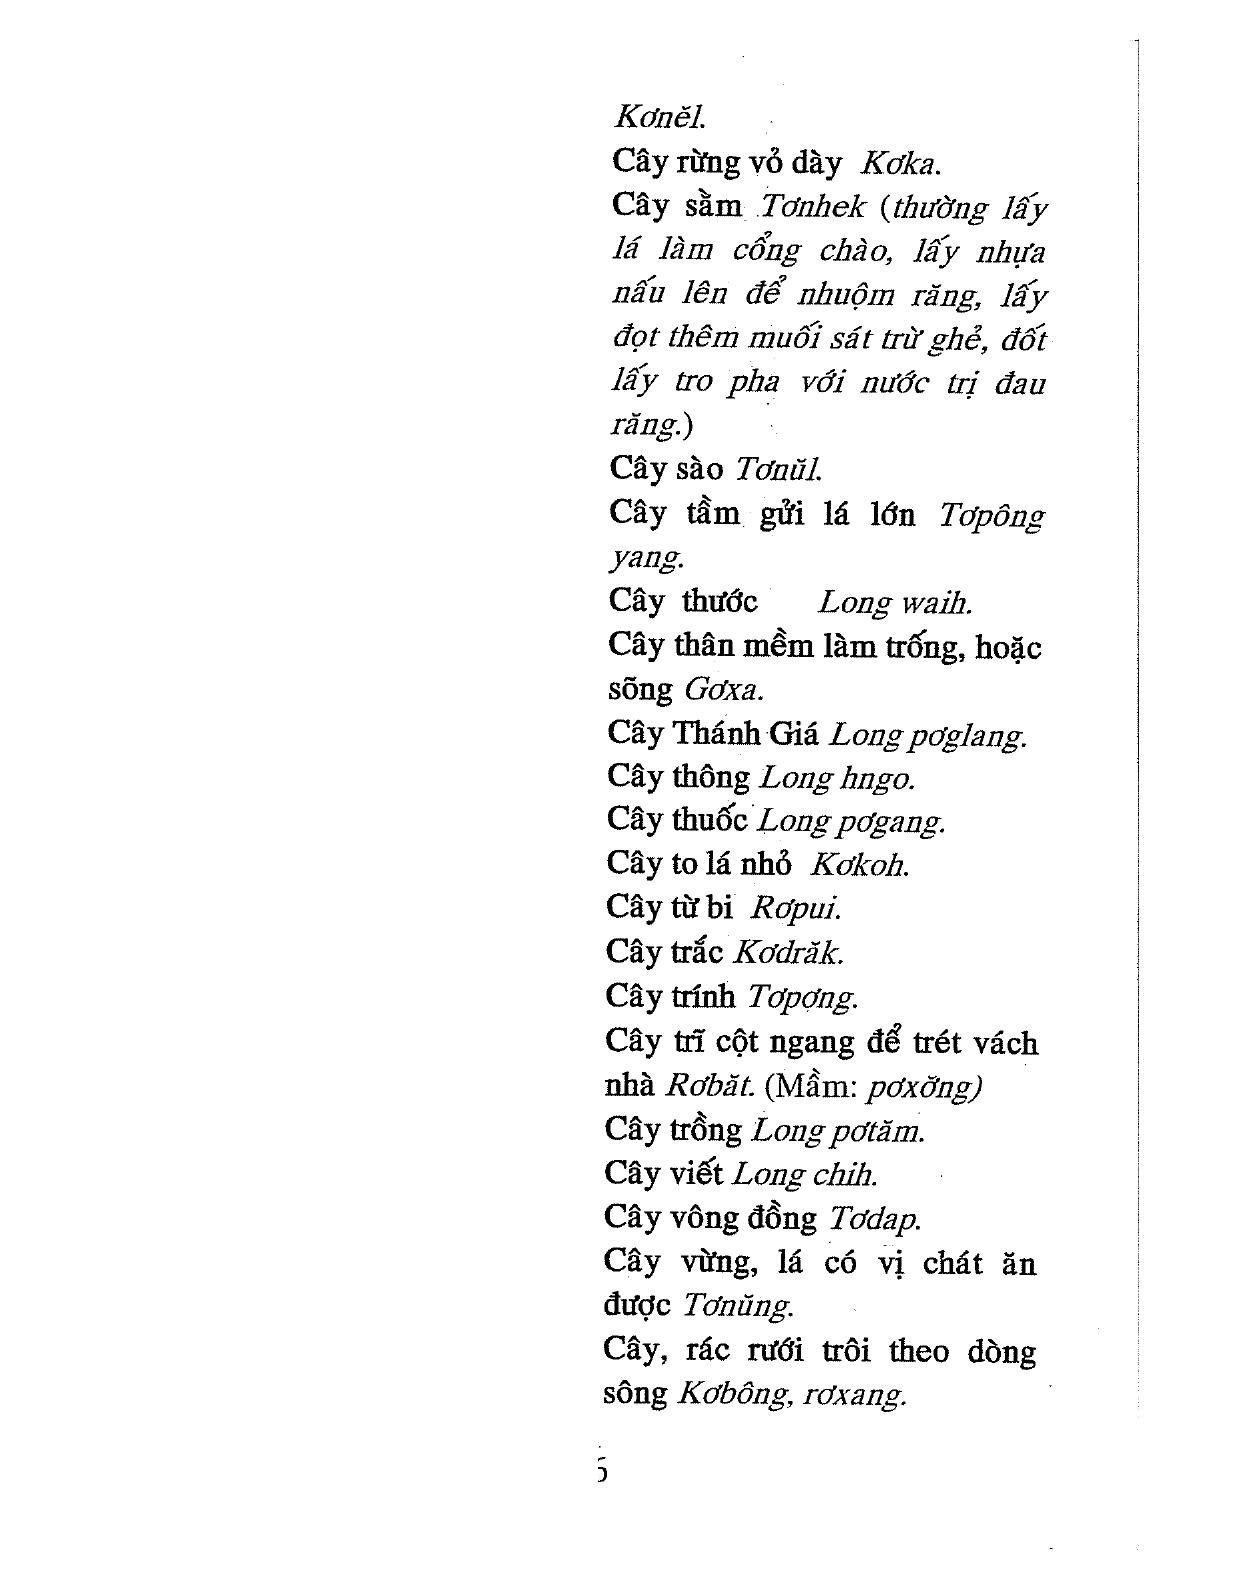 Kơnĕl.
Cây rừng vỏ dày Kơka.
Cây sằm Tơnhek (thường lấy
lá làm cổng chào, lấy nhựa
nấu lên để nhuộm răng, lấy
đọt thêm muối sát trừ ghẻ, đốt
lấy tro pha với nước trị đau
răng.)
Cây sào Tơnŭl.
Cây tầm gửi lá lớn Tơpông
yang.
Cây thước Long waih.
Cây thân mềm làm trống, hoặc
sõng Gơxa.
Cây Thánh Giá Long pơglang.
Cây thông Long hngo.
Cây thuốc Long pơgang.
Cây to lá nhỏ Kơkoh.
Cây từ bi Rơpui.
Cây trắc Kơdrăk.
Cây trính Tơpợng.
Cây trĩ cột ngang để trét vách
nhà Rơbăt. (Mầm: pơxơ̆ng)
Cây trồng Long pơtăm.
Cây viết Long chih.
Cây vông đồng Tơdap.
Cây vừng, lá có vị chát ăn
được Tơnŭng.
Cây, rác rưới trôi theo dòng
sông Kơbông, rơxang.